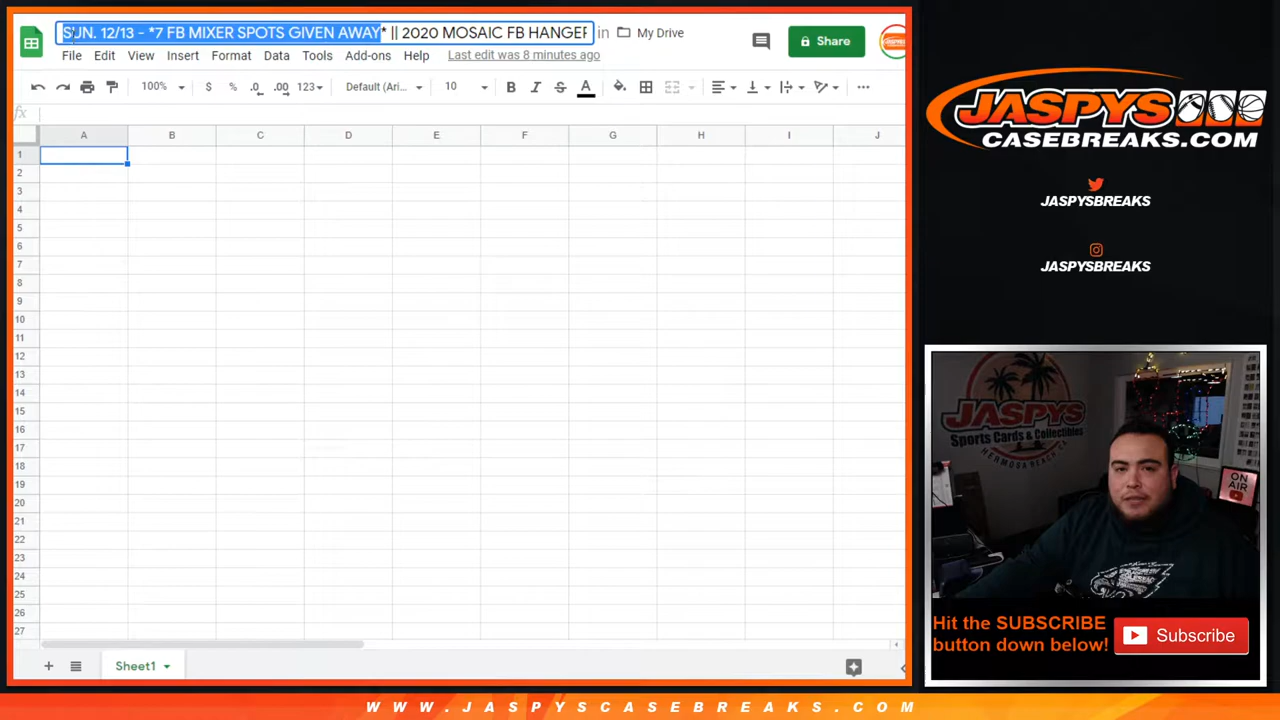 SUN. 12/13 - *7 FB MIXER SPOTS GIVEN AWAY* || 2020 MOSAIC FB HANGER in My Drive
Share
File Edit View Insert Format Data Tools Add-ons Help Last edit was 8 minutes ago
100% $ % .0 .00 123 Default (Ari... 10 B I S A
fx
A B C D E F G H I J
1
2
3
4
5
6
7
8
9
10
11
12
13
14
15
16
17
18
19
20
21
22
23
24
25
26
27
Sheet1
JASPYS
CASEBREAKS.COM
JASPYSBREAKS
JASPYSBREAKS
JASPYS
Sports Cards & Collectibles
HERMOSA BEACH, CA
ON
AIR
Hit the SUBSCRIBE
button down below!
Subscribe
WWW.JASPYSCASEBREAKS.COM